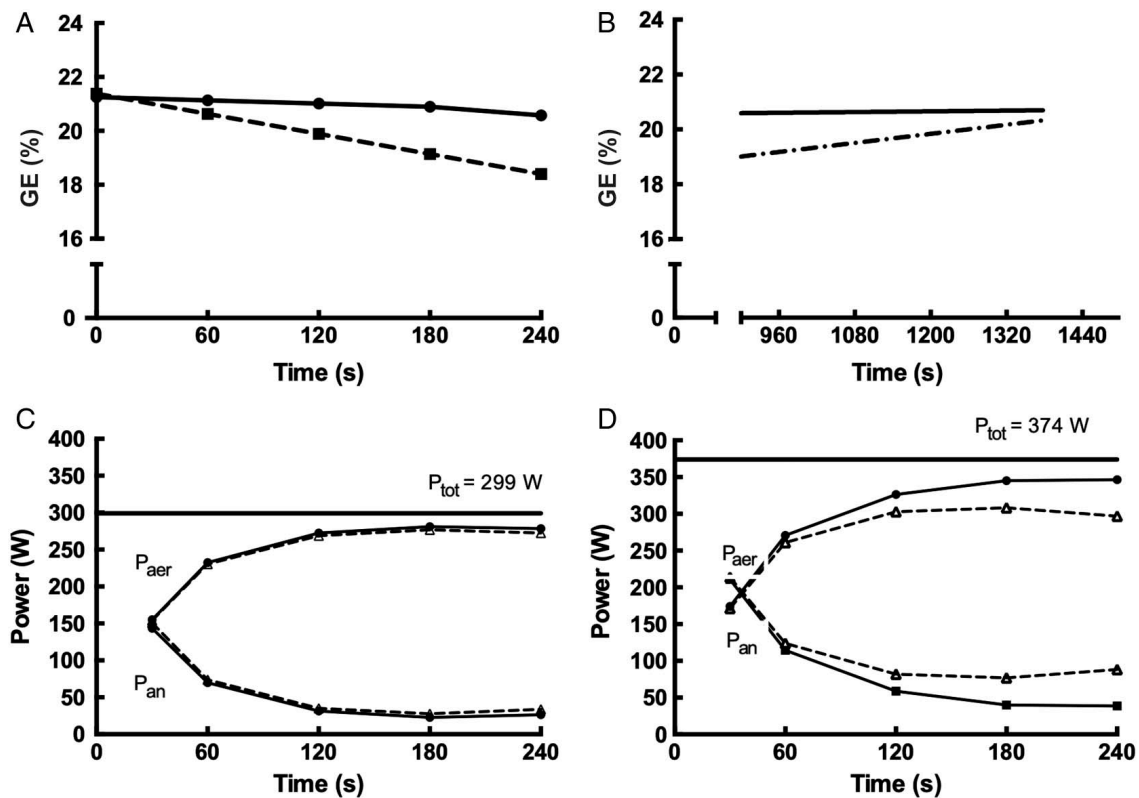 A
GE (%)
24
22
20
18
16
0
0 60 120 180 240
Time (s)
B
GE (%)
24
22
20
18
16
0
0 960 1080 1200 1320 1440
Time (s)
C
Power (W)
400
350
300
250
200
150
100
50
0
Ptot = 299 W
Paer
Pan
0 60 120 180 240
Time (s)
D
Power (W)
400
350
300
250
200
150
100
50
0
Ptot = 374 W
Paer
Pan
0 60 120 180 240
Time (s)